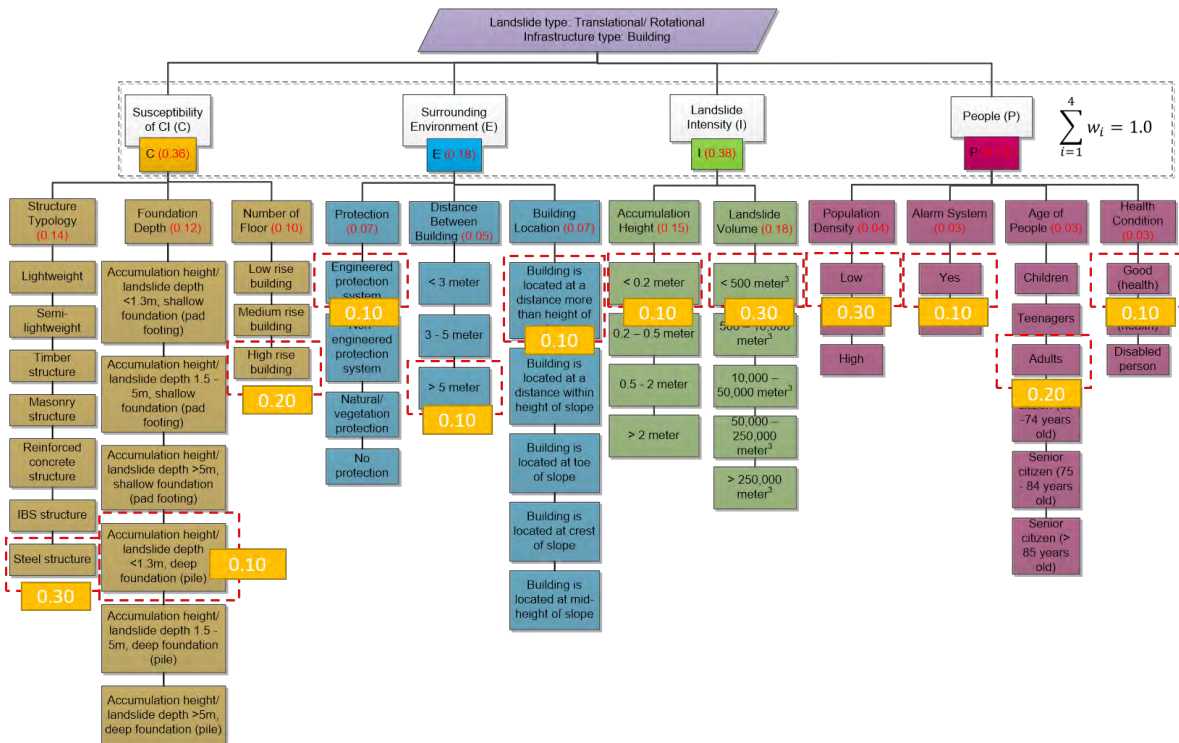 Landslide type: Translational/ Rotational
Infrastructure type: Building
Susceptibility
of CI (C)
C (0.36)
Surrounding
Environment (E)
E (0.18)
Landslide
Intensity (I)
I (0.38)
People (P)
P
4
∑ wᵢ = 1.0
i=1
Structure
Typology
(0.14)
Lightweight
Semi-
lightweight
Timber
structure
Masonry
structure
Reinforced
concrete
structure
IBS structure
Steel structure
0.30
Foundation
Depth (0.12)
Accumulation height/
landslide depth
<1.3m, shallow
foundation (pad
footing)
Accumulation height/
landslide depth 1.5 -
5m, shallow
foundation (pad
footing)
Accumulation height/
landslide depth >5m,
shallow foundation
(pad footing)
Accumulation height/
landslide depth
<1.3m, deep
foundation (pile)
0.10
Accumulation height/
landslide depth 1.5 -
5m, deep foundation
(pile)
Accumulation height/
landslide depth >5m,
deep foundation (pile)
Number of
Floor (0.10)
Low rise
building
Medium rise
building
High rise
building
0.20
Protection
(0.07)
Engineered
protection
system
0.10
engineered
protection
system
Natural/
vegetation
protection
No
protection
Distance
Between
Building (0.05)
< 3 meter
3 - 5 meter
> 5 meter
0.10
Building
Location (0.07)
Building is
located at a
distance more
than height of
0.10
Building is
located at a
distance within
height of slope
Building is
located at toe of
slope
Building is
located at crest
of slope
Building is
located at mid-
height of slope
Accumulation
Height (0.15)
< 0.2 meter
0.10
0.2 – 0.5 meter
0.5 - 2 meter
> 2 meter
Landslide
Volume (0.18)
< 500 meter³
0.30
500 – 10,000
meter³
10,000 –
50,000 meter³
50,000 –
250,000
meter³
> 250,000
meter³
Population
Density (0.04)
Low
0.30
High
Alarm System
(0.03)
Yes
0.10
Age of
People (0.03)
Children
Teenagers
Adults
0.20
-74 years
old)
Senior
citizen (75
- 84 years
old)
Senior
citizen (>
85 years old)
Health
Condition
(0.03)
Good
(health)
0.10
(health)
Disabled
person